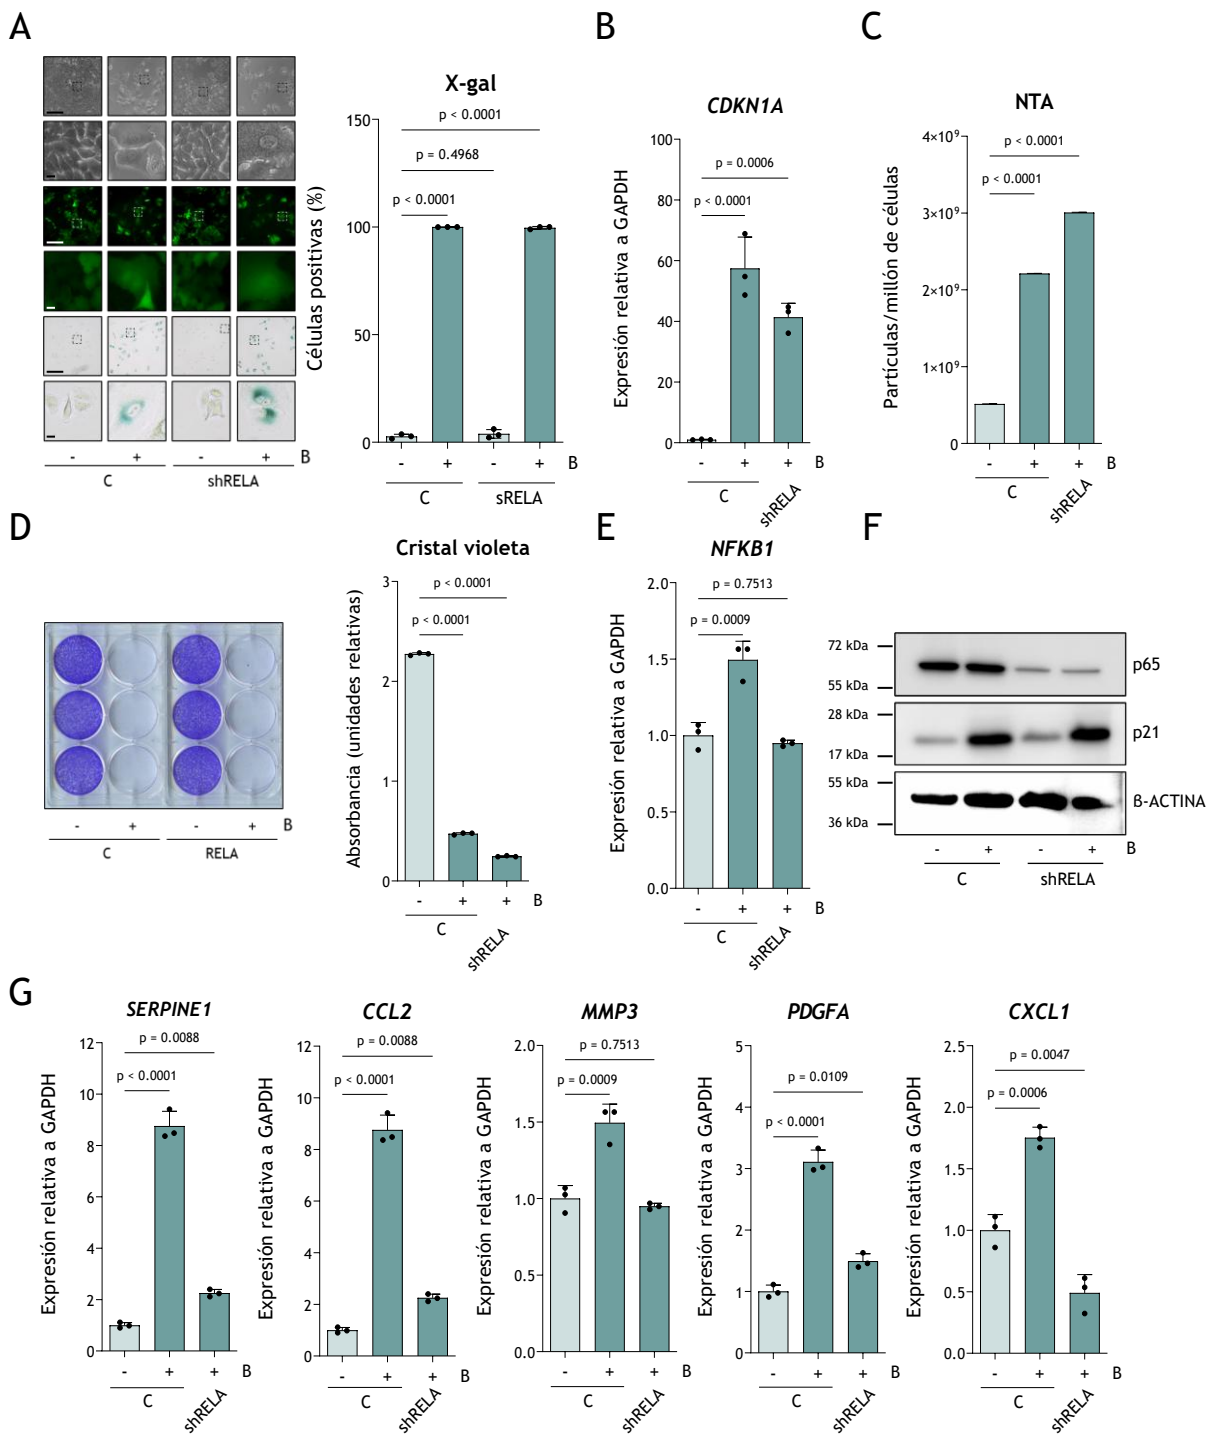 A
X-gal
Células positivas (%)
150
100
50
0
p < 0.0001
p = 0.4968
p < 0.0001
- + - + B
C shRELA
- + - + B
C sRELA
B
CDKN1A
Expresión relativa a GAPDH
100
80
60
40
20
0
p = 0.0006
p < 0.0001
- + + B
C shRELA
C
NTA
Partículas/millón de células
4×10⁹
3×10⁹
2×10⁹
1×10⁹
0
p < 0.0001
p < 0.0001
- + + B
C shRELA
D
- + - + B
C RELA
Cristal violeta
Absorbancia (unidades relativas)
3
2
1
0
p < 0.0001
p < 0.0001
- + + B
C shRELA
E
NFKB1
Expresión relativa a GAPDH
2.0
1.5
1.0
0.5
0.0
p = 0.7513
p = 0.0009
- + + B
C shRELA
F
72 kDa
55 kDa
p65
28 kDa
17 kDa
p21
55 kDa
36 kDa
B-ACTINA
- + - + B
C shRELA
G
SERPINE1
Expresión relativa a GAPDH
12
10
8
6
4
2
0
p = 0.0088
p < 0.0001
- + + B
C shRELA
CCL2
Expresión relativa a GAPDH
12
10
8
6
4
2
0
p = 0.0088
p < 0.0001
- + + B
C shRELA
MMP3
Expresión relativa a GAPDH
2.0
1.5
1.0
0.5
0.0
p = 0.7513
p = 0.0009
- + + B
C shRELA
PDGFA
Expresión relativa a GAPDH
5
4
3
2
1
0
p = 0.0109
p < 0.0001
- + + B
C shRELA
CXCL1
Expresión relativa a GAPDH
2.5
2.0
1.5
1.0
0.5
0.0
p = 0.0047
p = 0.0006
- + + B
C shRELA